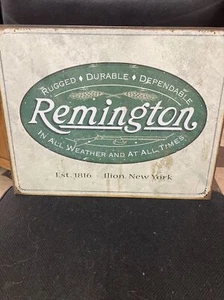 RUGGED ♦ DURABLE ♦ DEPENDABLE
Remington
IN ALL WEATHER AND AT ALL TIMES.
Est. 1816 - Ilion, New York